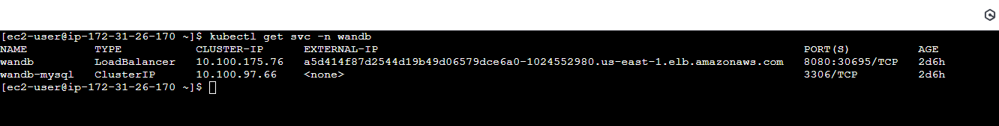 [ec2-user@ip-172-31-26-170 ~]$ kubectl get svc -n wandb
NAME TYPE CLUSTER-IP EXTERNAL-IP PORT(S) AGE
wandb LoadBalancer 10.100.175.76 a5d414f87d2544d19b49d06579dce6a0-1024552980.us-east-1.elb.amazonaws.com 8080:30695/TCP 2d6h
wandb-mysql ClusterIP 10.100.97.66 <none> 3306/TCP 2d6h
[ec2-user@ip-172-31-26-170 ~]$